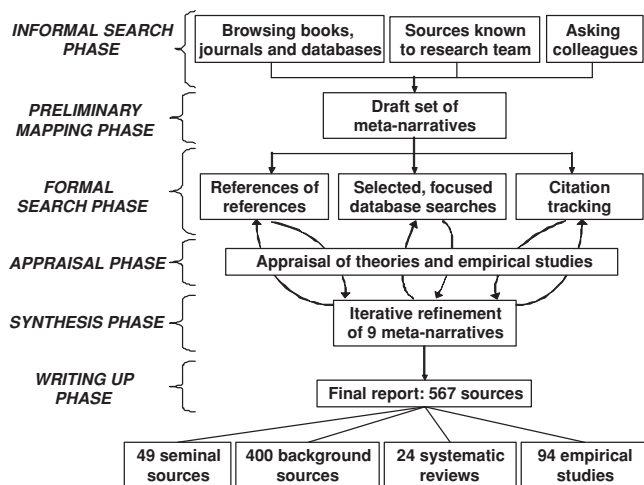 INFORMAL SEARCH
PHASE
Browsing books,
journals and databases
Sources known
to research team
Asking
colleagues
PRELIMINARY
MAPPING PHASE
Draft set of
meta-narratives
FORMAL
SEARCH PHASE
References of
references
Selected, focused
database searches
Citation
tracking
APPRAISAL PHASE
Appraisal of theories and empirical studies
SYNTHESIS PHASE
Iterative refinement
of 9 meta-narratives
WRITING UP
PHASE
Final report: 567 sources
49 seminal
sources
400 background
sources
24 systematic
reviews
94 empirical
studies